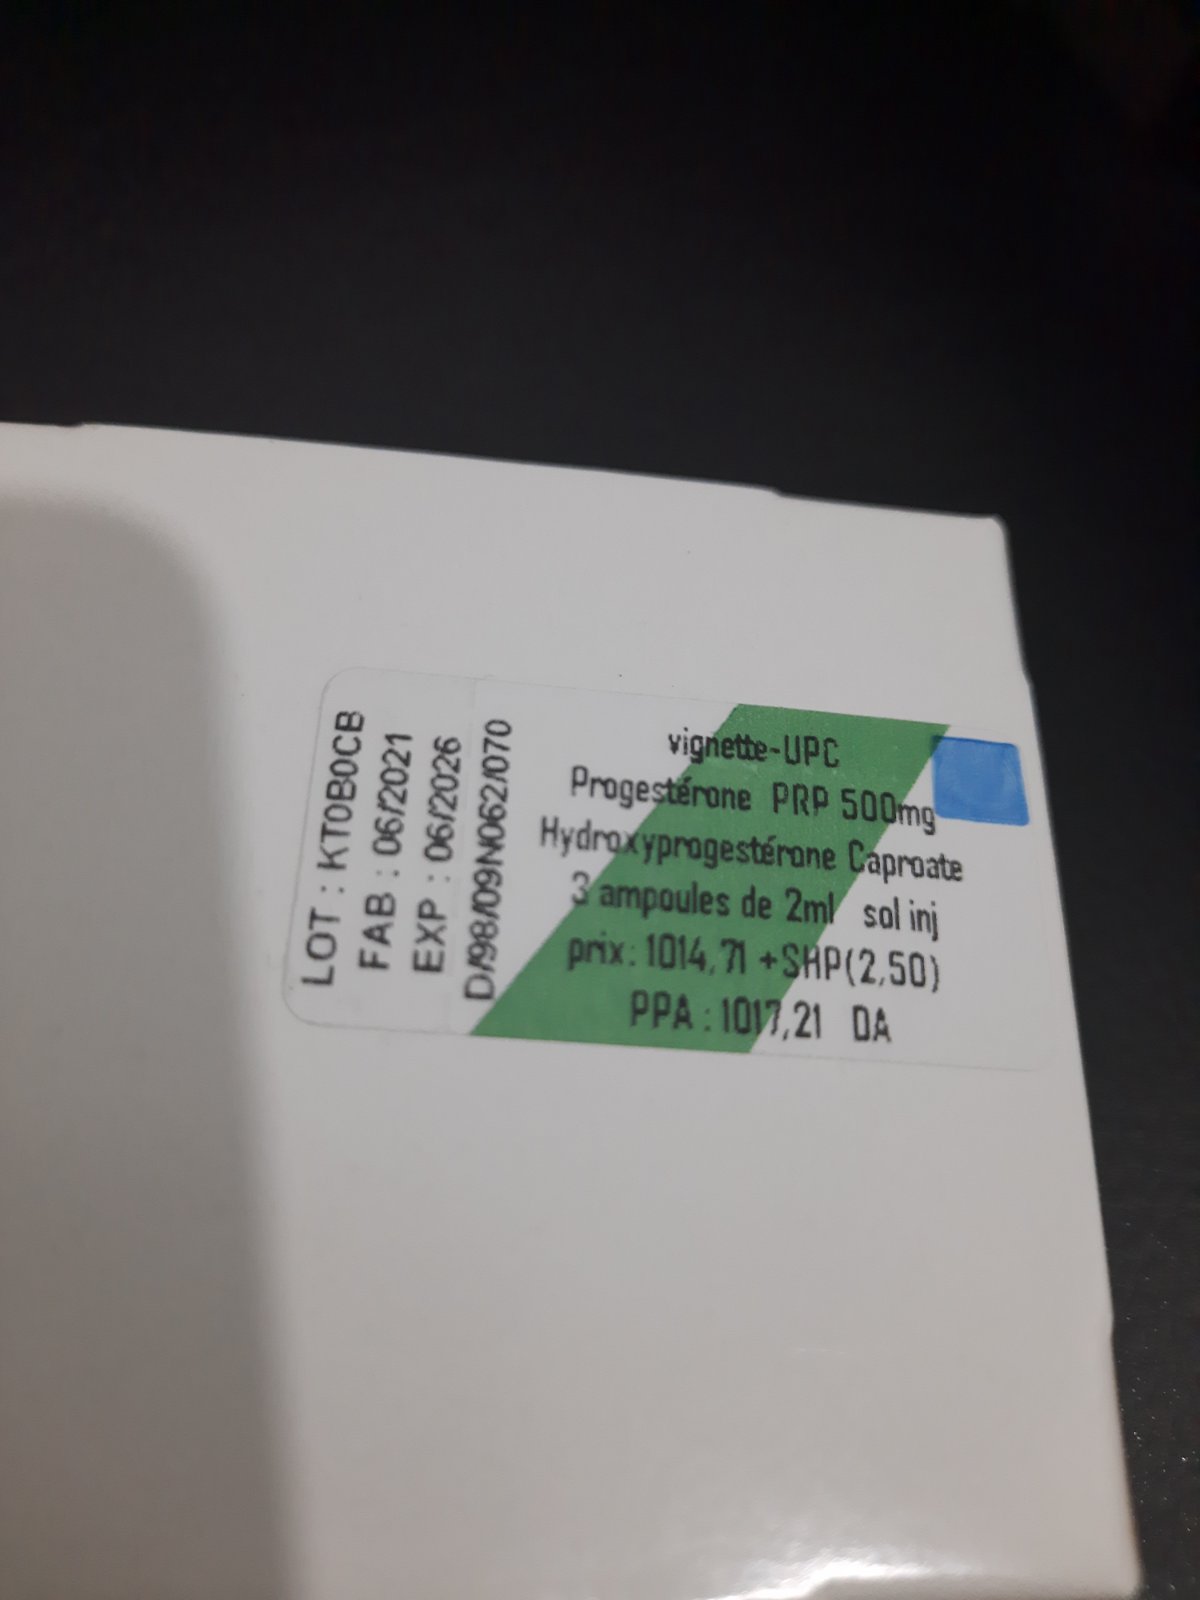 LOT : KT0B0CB
FAB : 06/2021
EXP : 06/2026
D/98/09N062/070
vignette-UPC
Progestérone PRP 500mg
Hydroxyprogestérone Caproate
3 ampoules de 2ml sol inj
prix: 1014,71 +SHP(2,50)
PPA : 1017,21 DA